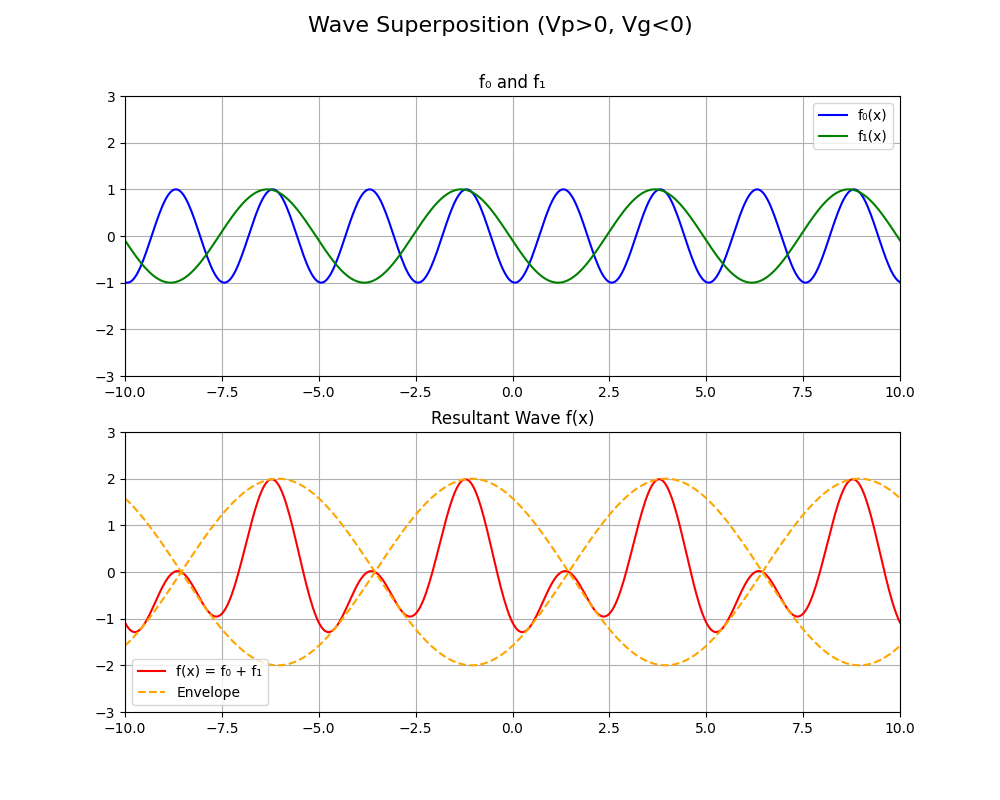 Wave Superposition (Vp>0, Vg<0)
f₀ and f₁
3
2
1
0
−1
−2
−3
f₀(x)
f₁(x)
−10.0 −7.5 −5.0 −2.5 0.0 2.5 5.0 7.5 10.0
Resultant Wave f(x)
3
2
1
0
−1
−2
−3
f(x) = f₀ + f₁
Envelope
−10.0 −7.5 −5.0 −2.5 0.0 2.5 5.0 7.5 10.0